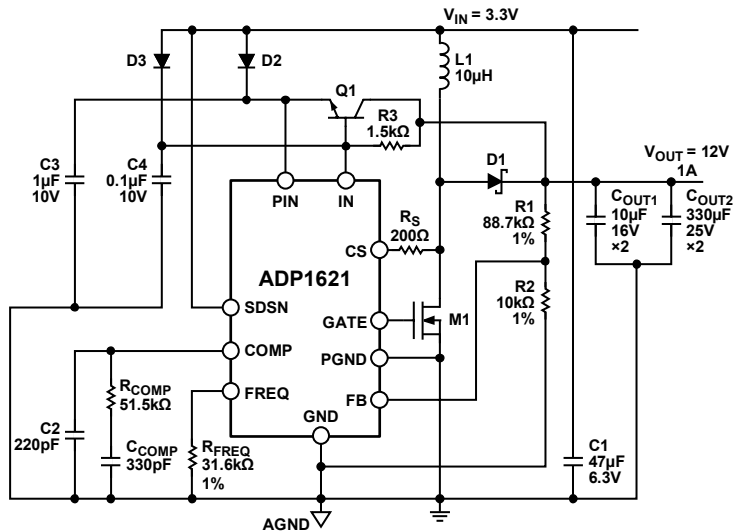 V_IN = 3.3V
D3
D2
L1
10µH
Q1
R3
1.5kΩ
C3
1µF
10V
C4
0.1µF
10V
PIN
IN
D1
V_OUT = 12V
1A
C_OUT1
10µF
16V
×2
C_OUT2
330µF
25V
×2
R_S
200Ω
R1
88.7kΩ
1%
CS
ADP1621
R2
10kΩ
1%
SDSN
GATE
M1
COMP
PGND
FREQ
FB
GND
R_COMP
51.5kΩ
C2
220pF
C_COMP
330pF
R_FREQ
31.6kΩ
1%
C1
47µF
6.3V
AGND